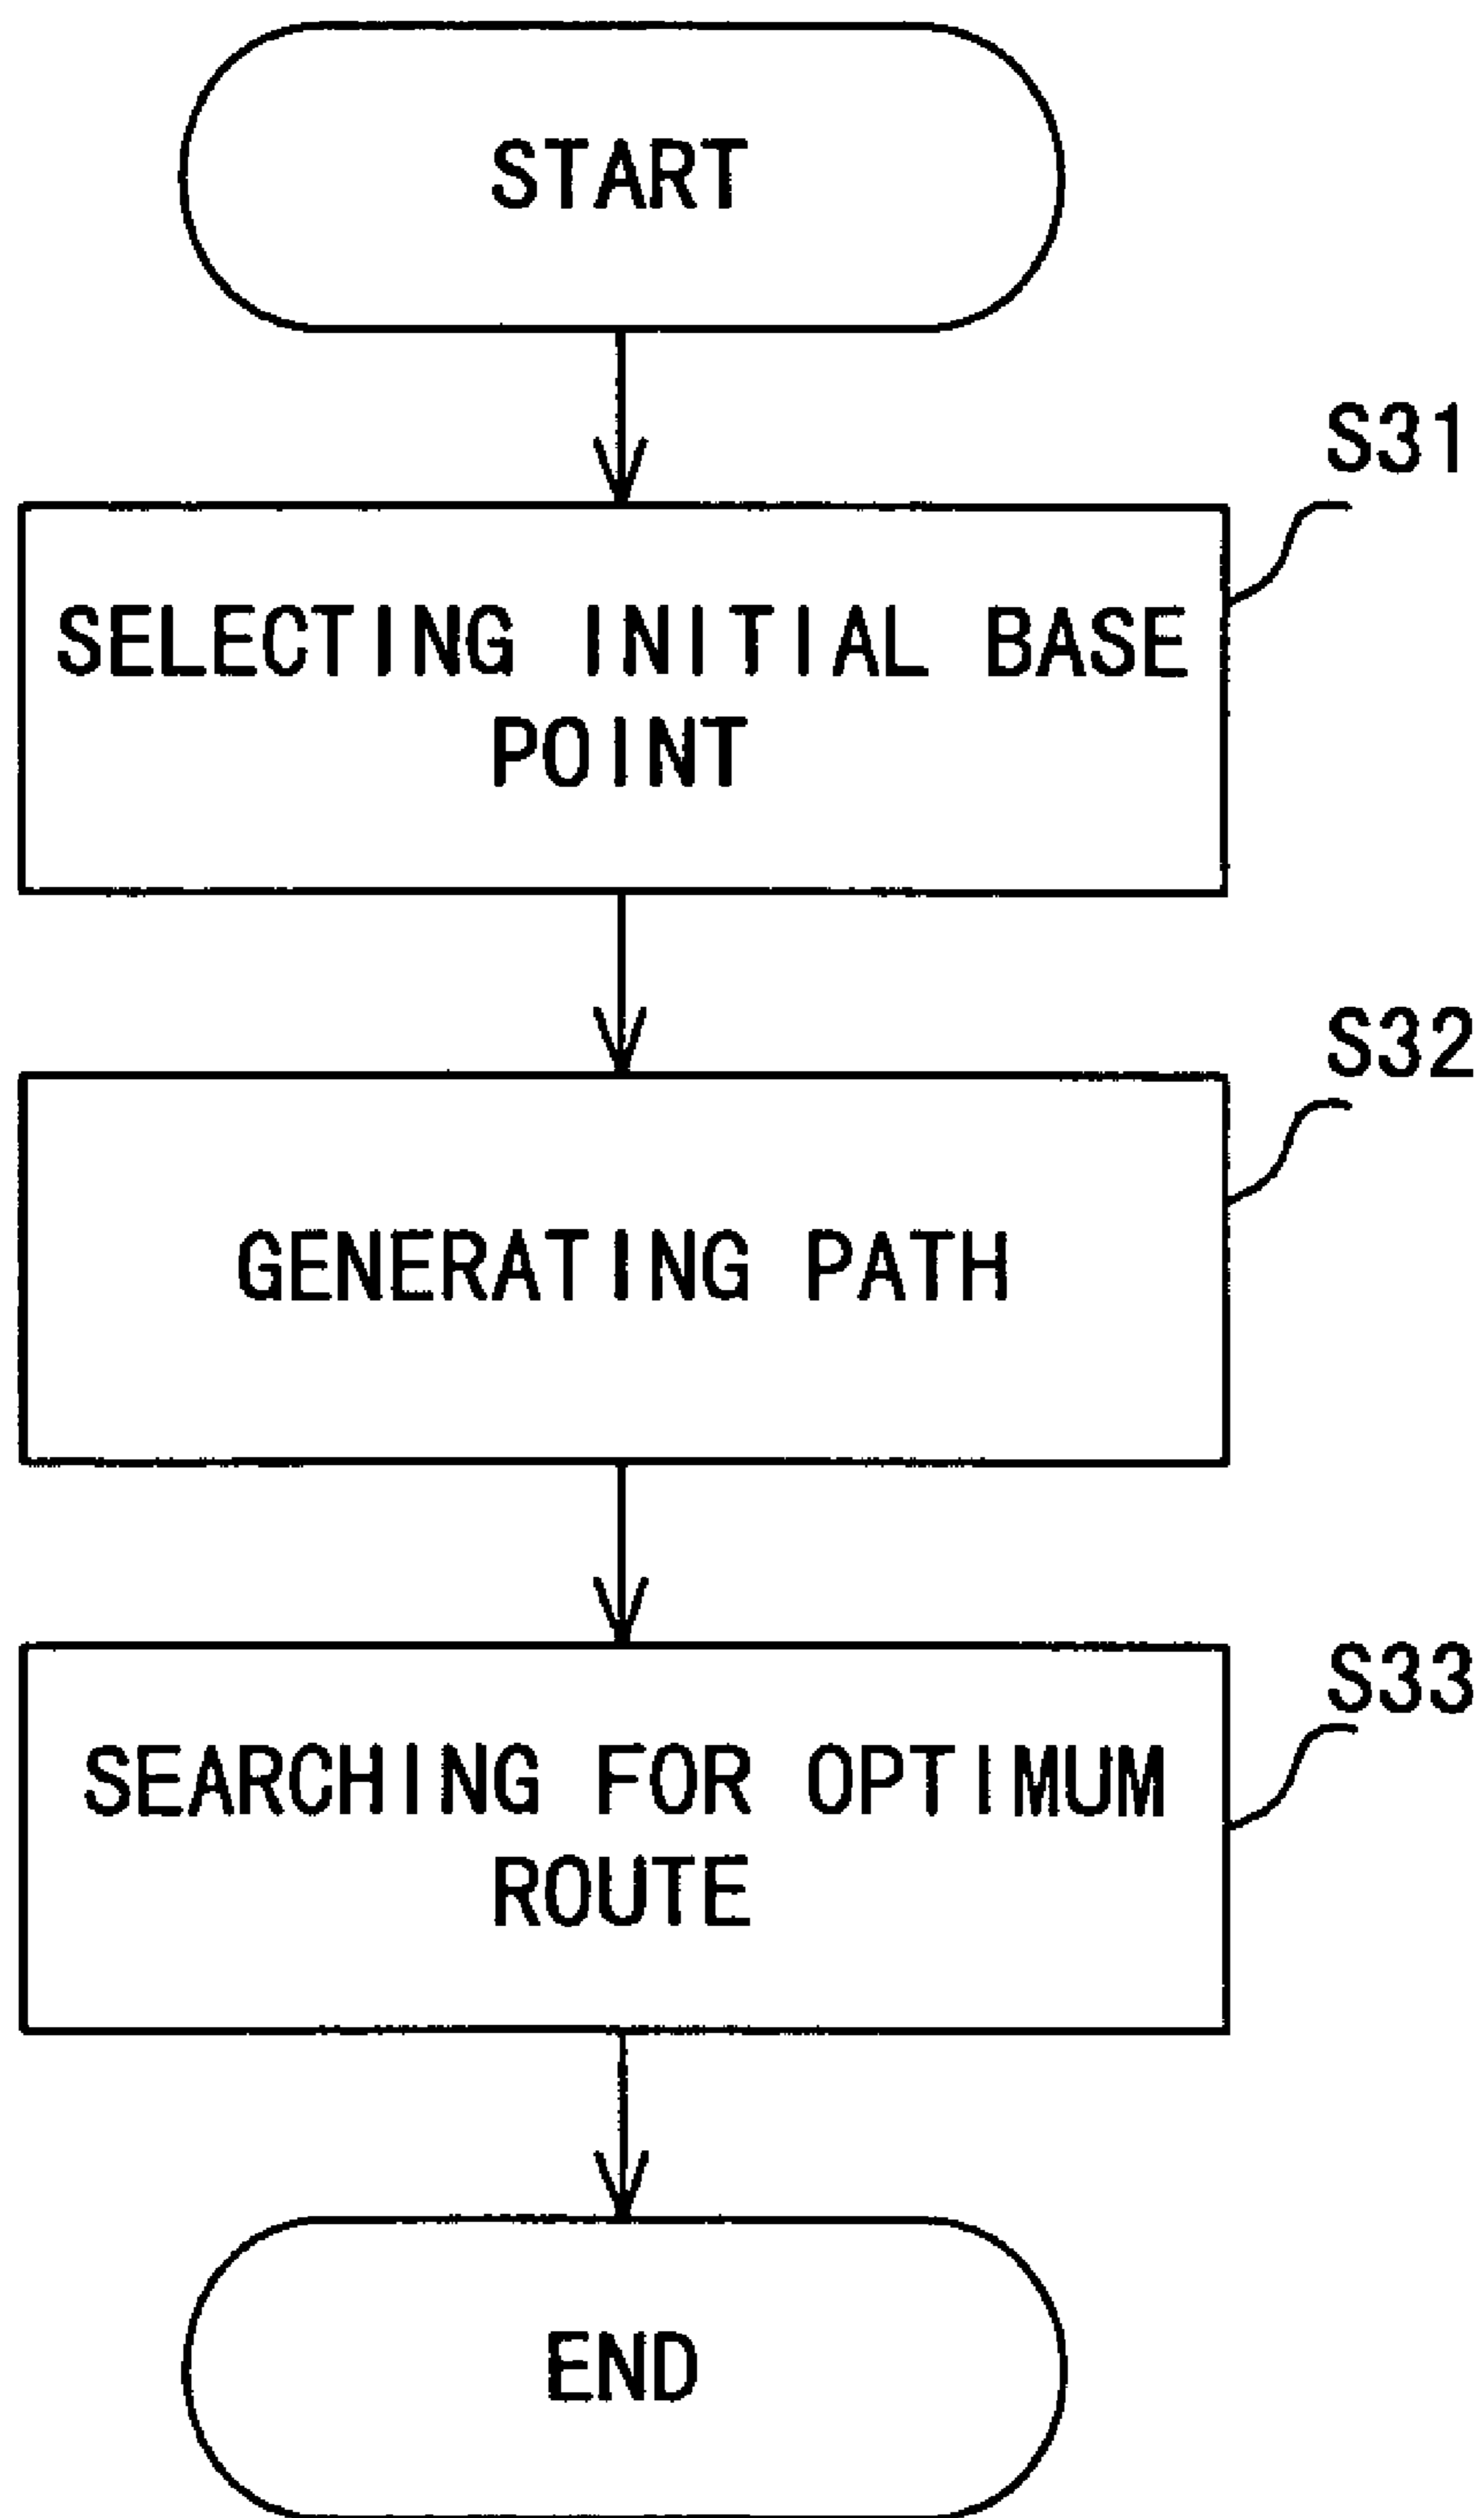 START
S31
SELECTING INITIAL BASE
POINT
S32
GENERATING PATH
S33
SEARCHING FOR OPTIMUM
ROUTE
END